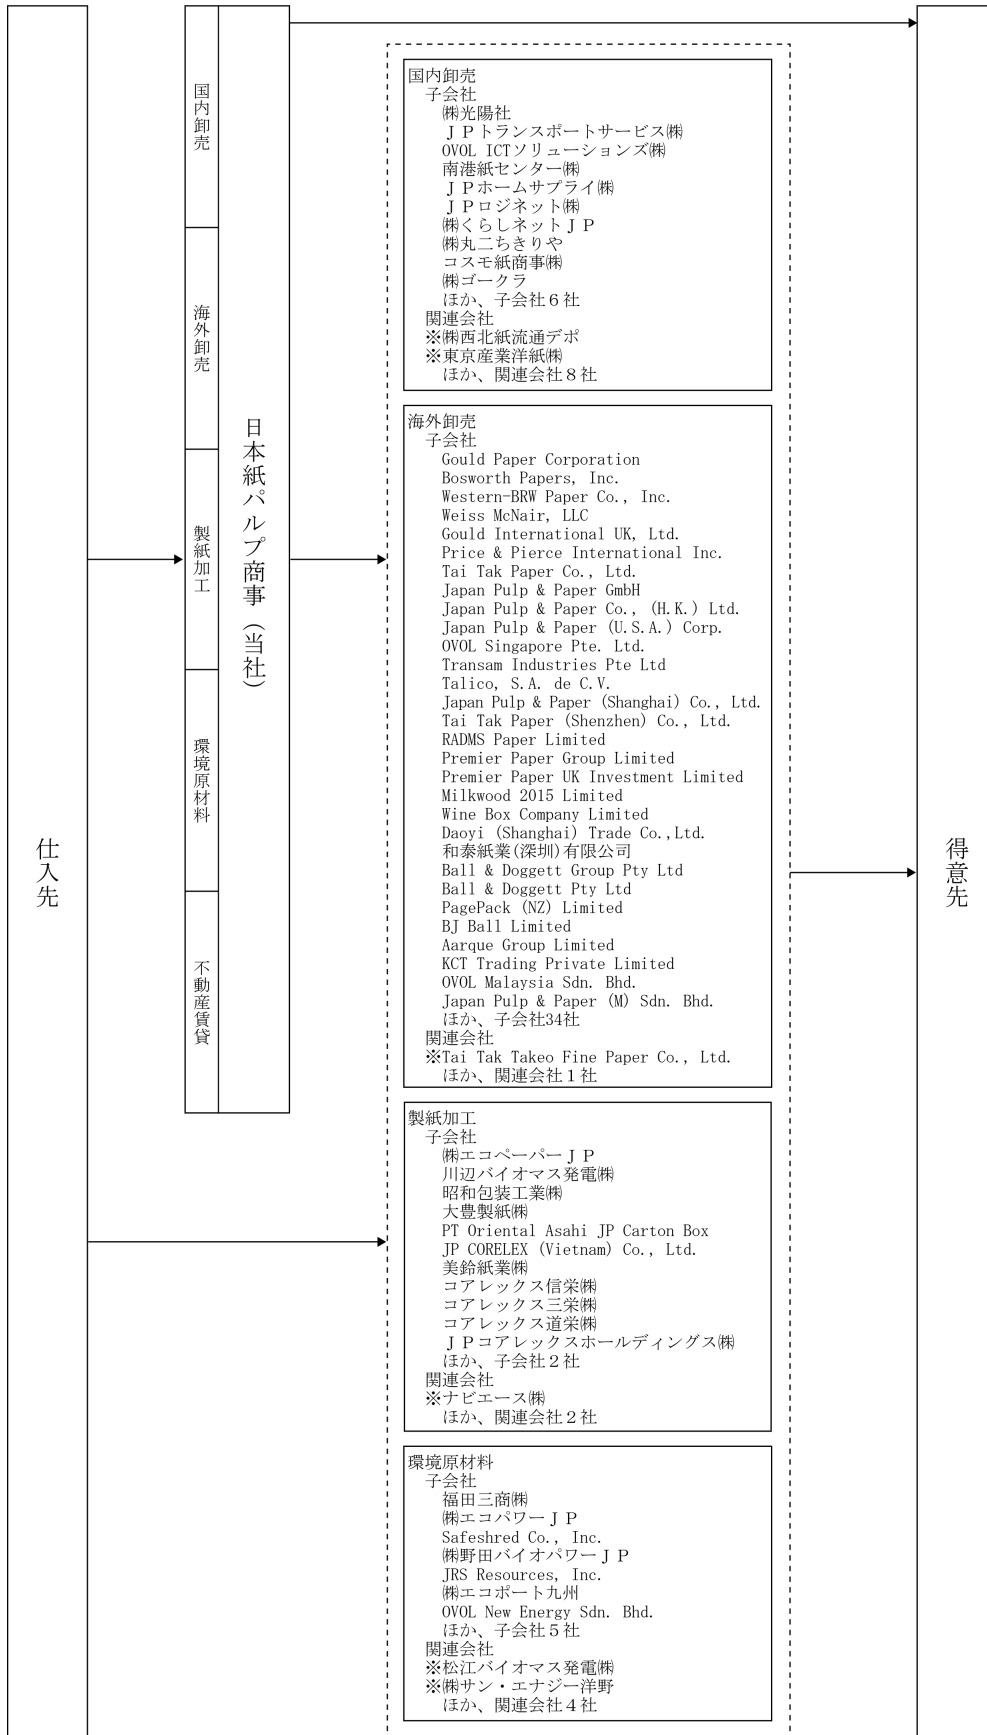 仕入先
国内卸売
海外卸売
製紙加工
環境原材料
不動産賃貸
日本紙パルプ商事（当社）
国内卸売
子会社
㈱光陽社
ＪＰトランスポートサービス㈱
OVOL ICTソリューションズ㈱
南港紙センター㈱
ＪＰホームサプライ㈱
ＪＰロジネット㈱
㈱くらしネットＪＰ
㈱丸二ちきりや
コスモ紙商事㈱
㈱ゴークラ
ほか、子会社６社
関連会社
※㈱西北紙流通デポ
※東京産業洋紙㈱
ほか、関連会社８社
海外卸売
子会社
Gould Paper Corporation
Bosworth Papers, Inc.
Western-BRW Paper Co., Inc.
Weiss McNair, LLC
Gould International UK, Ltd.
Price & Pierce International Inc.
Tai Tak Paper Co., Ltd.
Japan Pulp & Paper GmbH
Japan Pulp & Paper Co., (H.K.) Ltd.
Japan Pulp & Paper (U.S.A.) Corp.
OVOL Singapore Pte. Ltd.
Transam Industries Pte Ltd
Talico, S.A. de C.V.
Japan Pulp & Paper (Shanghai) Co., Ltd.
Tai Tak Paper (Shenzhen) Co., Ltd.
RADMS Paper Limited
Premier Paper Group Limited
Premier Paper UK Investment Limited
Milkwood 2015 Limited
Wine Box Company Limited
Daoyi (Shanghai) Trade Co.,Ltd.
和泰紙業(深圳)有限公司
Ball & Doggett Group Pty Ltd
Ball & Doggett Pty Ltd
PagePack (NZ) Limited
BJ Ball Limited
Aarque Group Limited
KCT Trading Private Limited
OVOL Malaysia Sdn. Bhd.
Japan Pulp & Paper (M) Sdn. Bhd.
ほか、子会社34社
関連会社
※Tai Tak Takeo Fine Paper Co., Ltd.
ほか、関連会社１社
製紙加工
子会社
㈱エコペーパーＪＰ
川辺バイオマス発電㈱
昭和包装工業㈱
大豊製紙㈱
PT Oriental Asahi JP Carton Box
JP CORELEX (Vietnam) Co., Ltd.
美鈴紙業㈱
コアレックス信栄㈱
コアレックス三栄㈱
コアレックス道栄㈱
ＪＰコアレックスホールディングス㈱
ほか、子会社２社
関連会社
※ナビエース㈱
ほか、関連会社２社
環境原材料
子会社
福田三商㈱
㈱エコパワーＪＰ
Safeshred Co., Inc.
㈱野田バイオパワーＪＰ
JRS Resources, Inc.
㈱エコポート九州
OVOL New Energy Sdn. Bhd.
ほか、子会社５社
関連会社
※松江バイオマス発電㈱
※㈱サン・エナジー洋野
ほか、関連会社４社
得意先